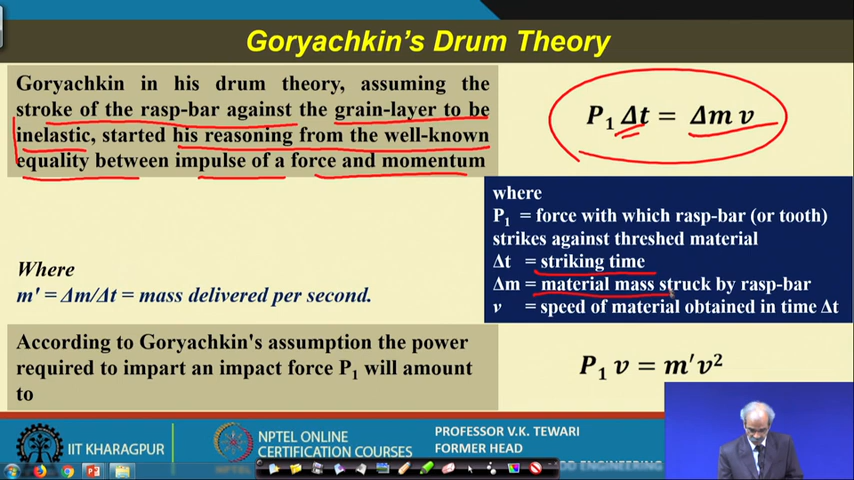 Goryachkin's Drum Theory
Goryachkin in his drum theory, assuming the
stroke of the rasp-bar against the grain-layer to be
inelastic, started his reasoning from the well-known
equality between impulse of a force and momentum
P₁ Δt = Δm v
where
P₁ = force with which rasp-bar (or tooth)
strikes against threshed material
Δt = striking time
Δm = material mass struck by rasp-bar
v = speed of material obtained in time Δt
Where
m' = Δm/Δt = mass delivered per second.
According to Goryachkin's assumption the power
required to impart an impact force P₁ will amount
to
P₁ v = m′v²
IIT KHARAGPUR
NPTEL ONLINE
CERTIFICATION COURSES
PROFESSOR V.K. TEWARI
FORMER HEAD
ENGINEERING